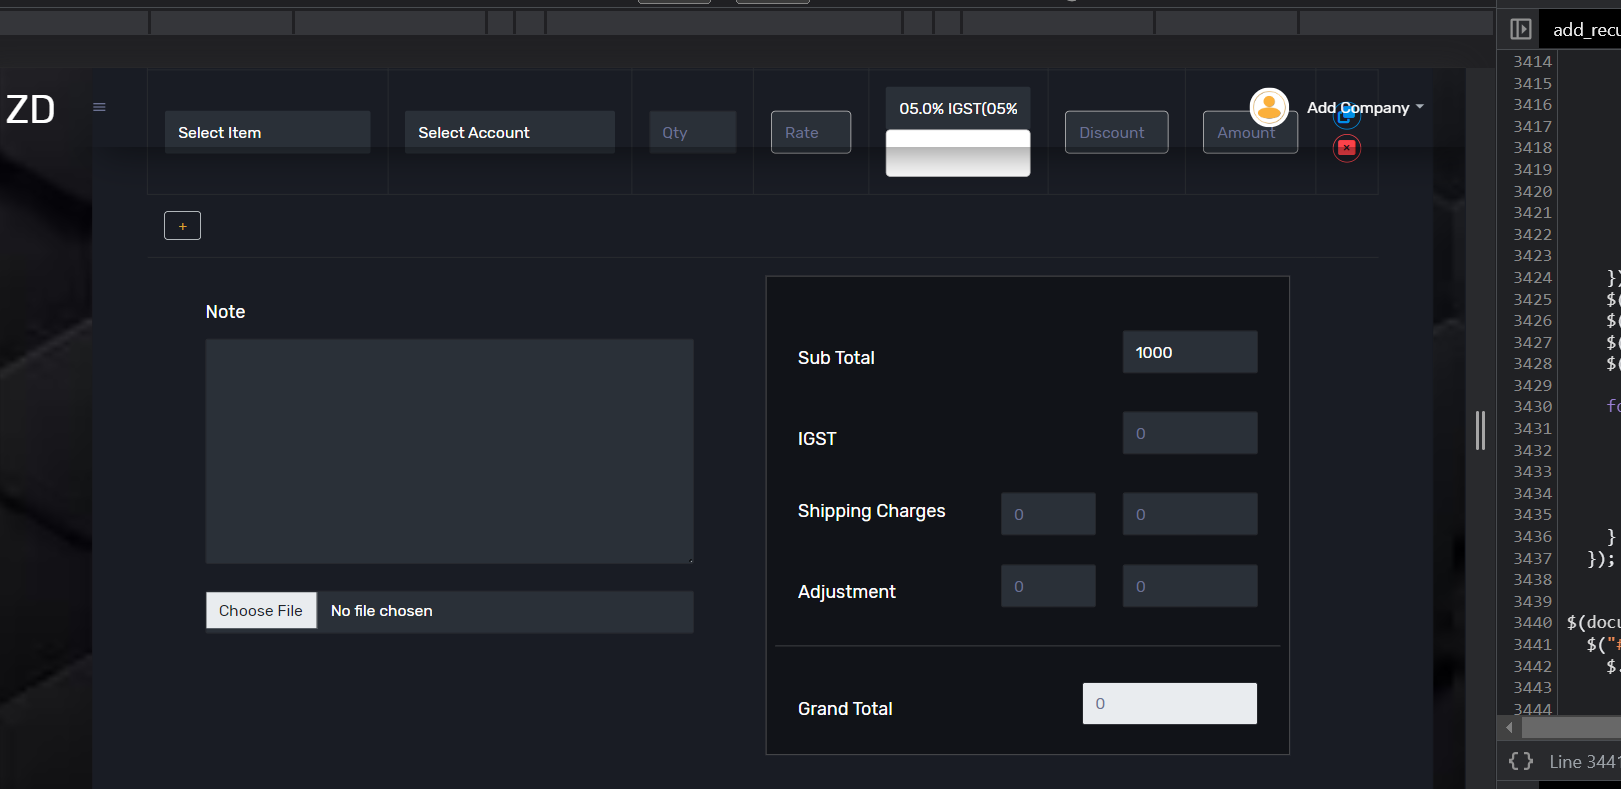 add_recu
ZD
Add Company
05.0% IGST(05%
Select Item
Select Account
Qty
Rate
Discount
Amount
+
Note
Sub Total
1000
IGST
0
Shipping Charges
0
0
Adjustment
0
0
Choose File
No file chosen
Grand Total
0
3414
3415
3416
3417
3418
3419
3420
3421
3422
3423
3424 })
3425 $(
3426 $(
3427 $(
3428 $(
3429
3430 fo
3431
3432
3433
3434
3435
3436 }
3437 });
3438
3439
3440 $(docu
3441 $("#
3442 $.
3443
3444
{ } Line 3441